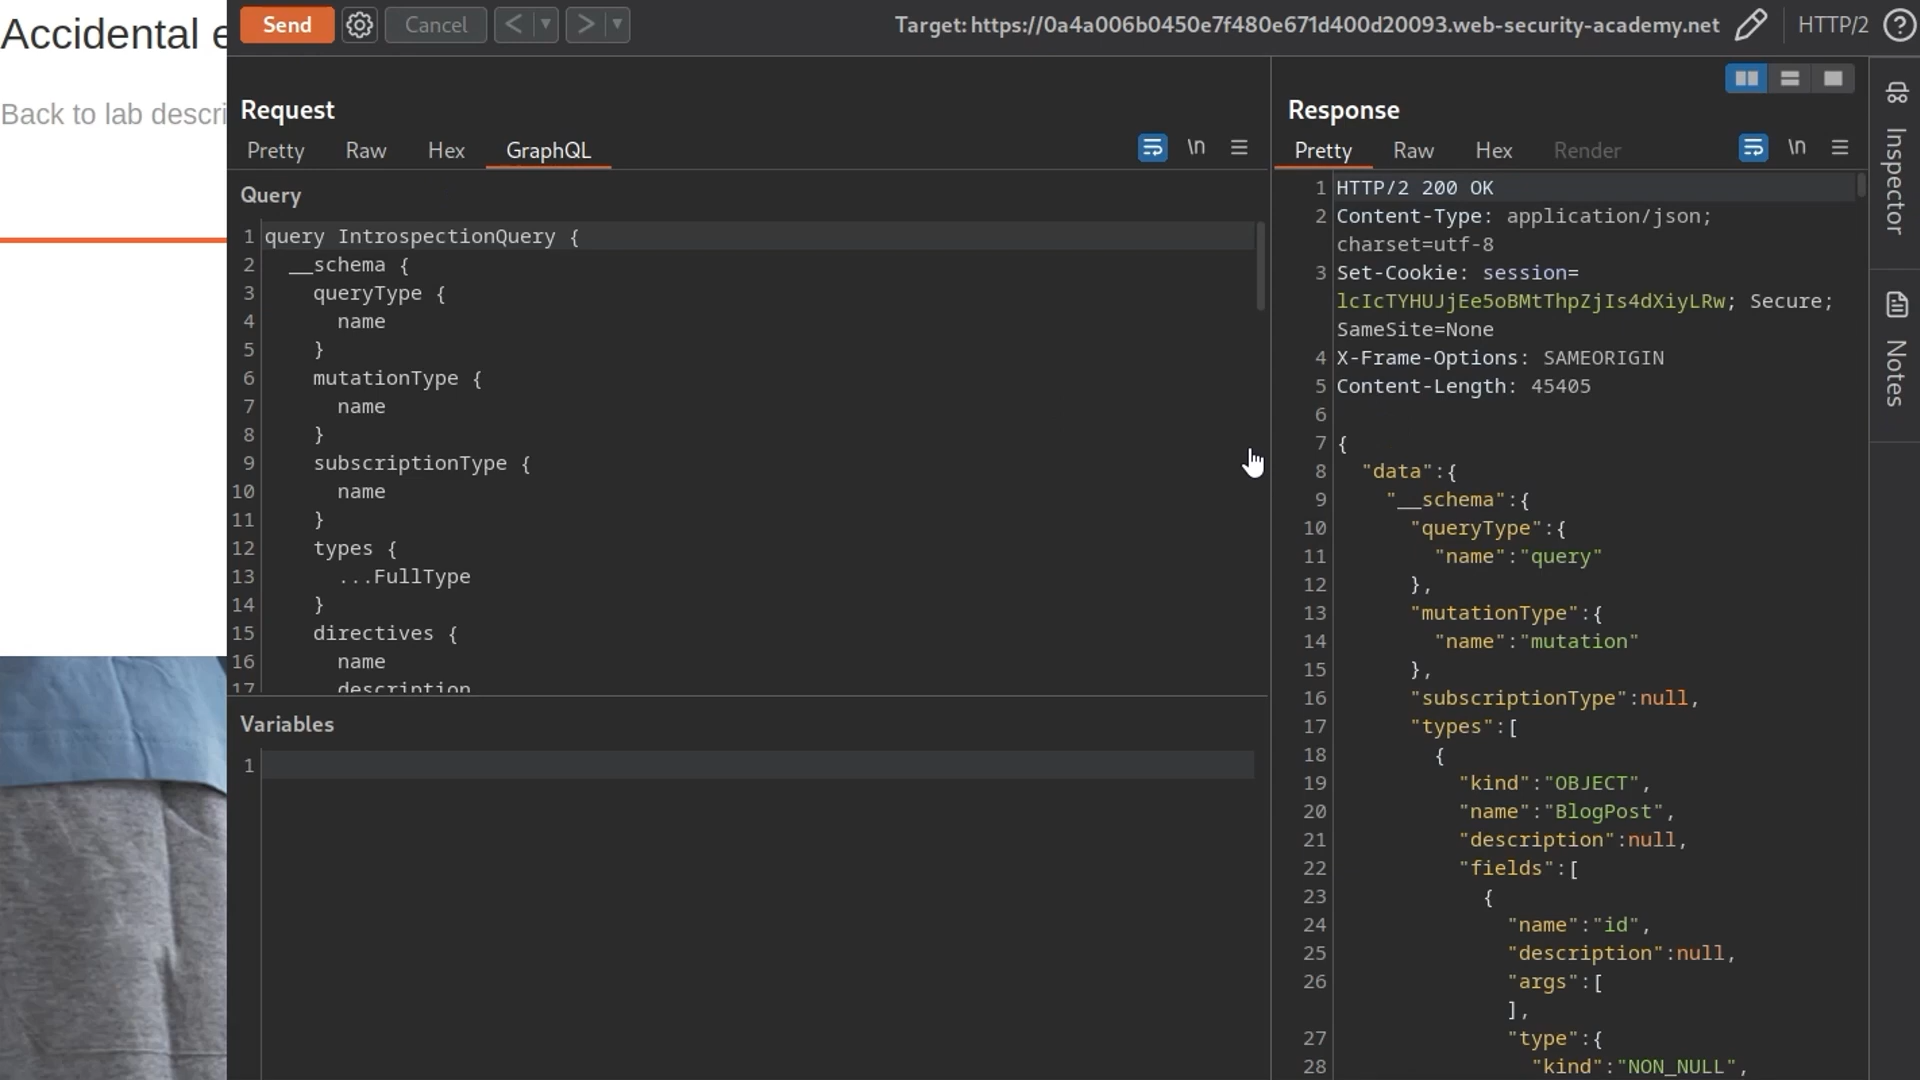 Accidental e
Back to lab descri
Send
Cancel
Target: https://0a4a006b0450e7f480e671d400d20093.web-security-academy.net
HTTP/2
Request
Pretty Raw Hex GraphQL
\n
Query
1 query IntrospectionQuery {
2 __schema {
3 queryType {
4 name
5 }
6 mutationType {
7 name
8 }
9 subscriptionType {
10 name
11 }
12 types {
13 ...FullType
14 }
15 directives {
16 name
17 description
Variables
1
Response
Pretty Raw Hex Render
\n
1 HTTP/2 200 OK
2 Content-Type: application/json;
charset=utf-8
3 Set-Cookie: session=
lcIcTYHUJjEe5oBMtThpZjIs4dXiyLRw; Secure;
SameSite=None
4 X-Frame-Options: SAMEORIGIN
5 Content-Length: 45405
6
7 {
8 "data":{
9 "__schema":{
10 "queryType":{
11 "name":"query"
12 },
13 "mutationType":{
14 "name":"mutation"
15 },
16 "subscriptionType":null,
17 "types":[
18 {
19 "kind":"OBJECT",
20 "name":"BlogPost",
21 "description":null,
22 "fields":[
23 {
24 "name":"id",
25 "description":null,
26 "args":[
],
27 "type":{
28 "kind":"NON_NULL",
Inspector
Notes